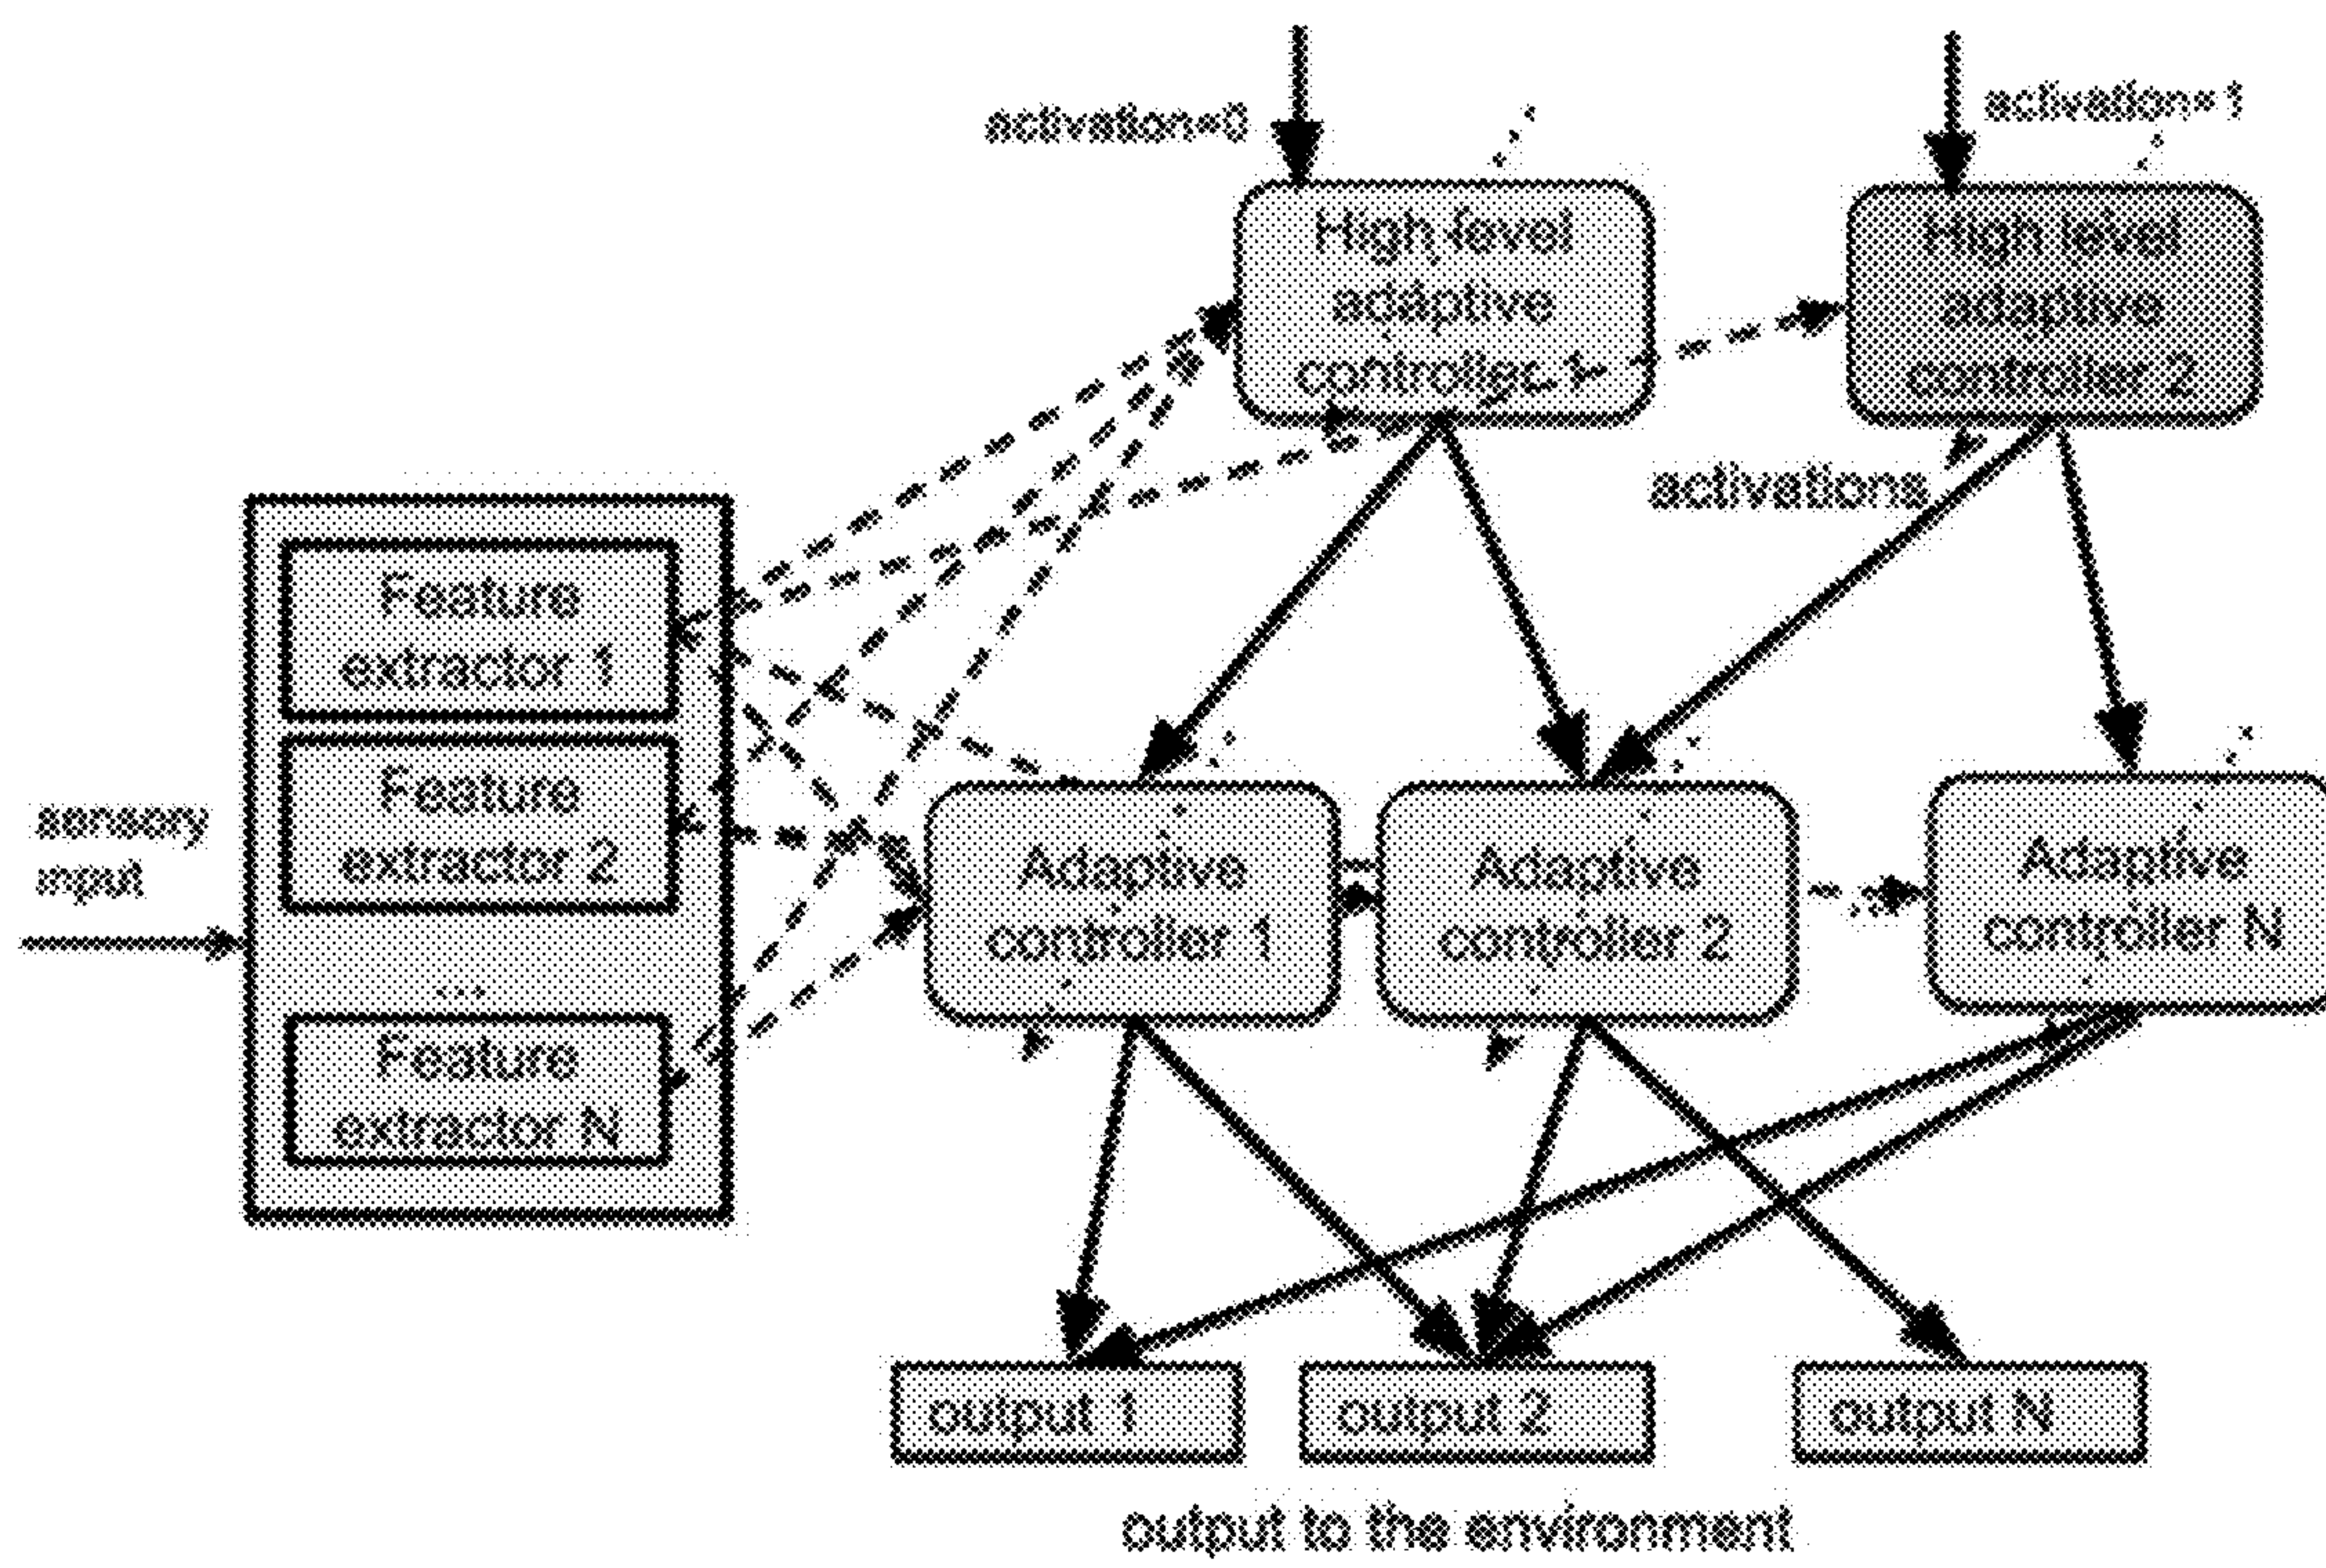 activation=0
activation=1
High level
adaptive
controller 1
High level
adaptive
controller 2
activations
Feature
extractor 1
Feature
extractor 2
...
Feature
extractor N
sensory
input
Adaptive
controller 1
Adaptive
controller 2
Adaptive
controller N
output 1
output 2
output N
output to the environment